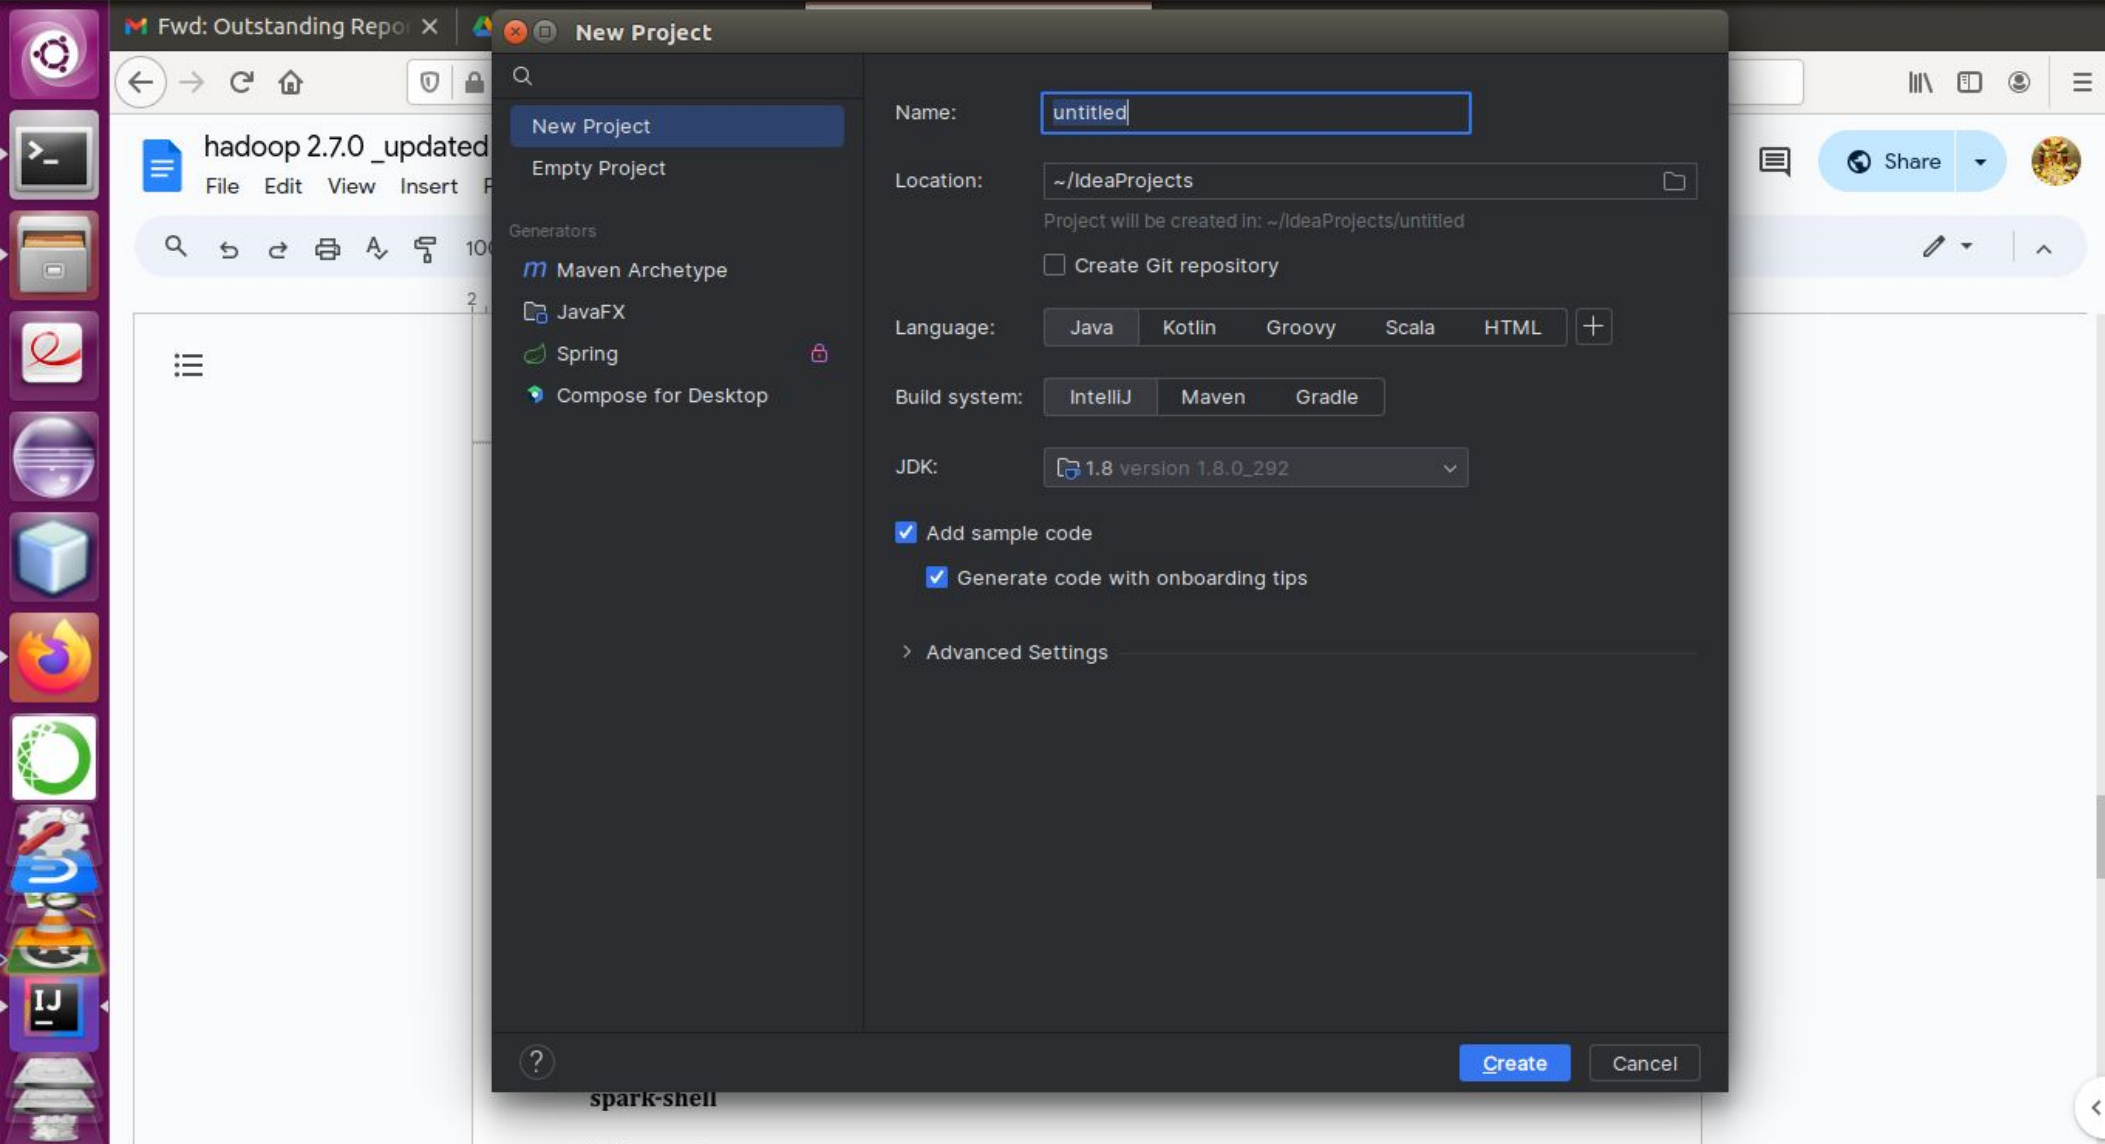 Fwd: Outstanding Repo
New Project
hadoop 2.7.0 _updated
File Edit View Insert
100
2
Share
New Project
Empty Project
Generators
Maven Archetype
JavaFX
Spring
Compose for Desktop
Name: untitled
Location: ~/IdeaProjects
Project will be created in: ~/IdeaProjects/untitled
Create Git repository
Language: Java Kotlin Groovy Scala HTML
Build system: IntelliJ Maven Gradle
JDK: 1.8 version 1.8.0_292
Add sample code
Generate code with onboarding tips
Advanced Settings
? Create Cancel
IJ
spark-shell